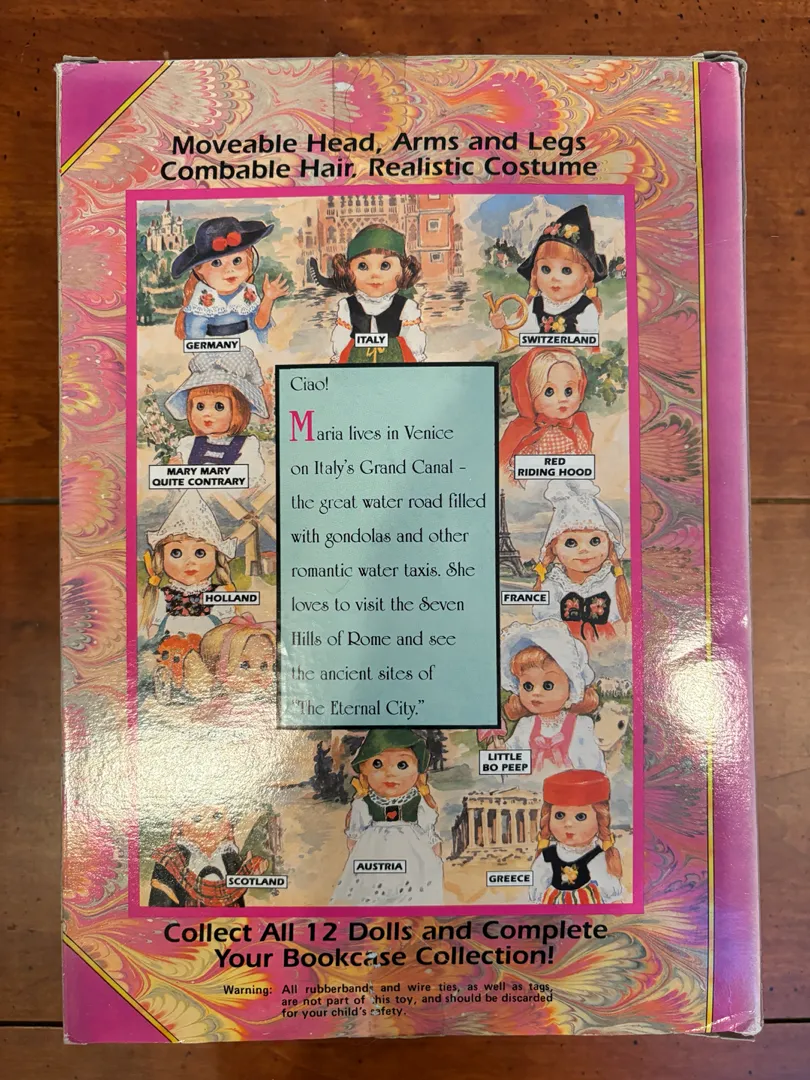 Moveable Head, Arms and Legs
Combable Hair, Realistic Costume
GERMANY
ITALY
SWITZERLAND
MARY MARY
QUITE CONTRARY
RED
RIDING HOOD
HOLLAND
FRANCE
LITTLE
BO PEEP
SCOTLAND
AUSTRIA
GREECE
Ciao!
Maria lives in Venice
on Italy's Grand Canal -
the great water road filled
with gondolas and other
romantic water taxis. She
loves to visit the Seven
Hills of Rome and see
the ancient sites of
"The Eternal City."
Collect All 12 Dolls and Complete
Your Bookcase Collection!
Warning: All rubberbands and wire ties, as well as tags,
are not part of this toy, and should be discarded
for your child's safety.